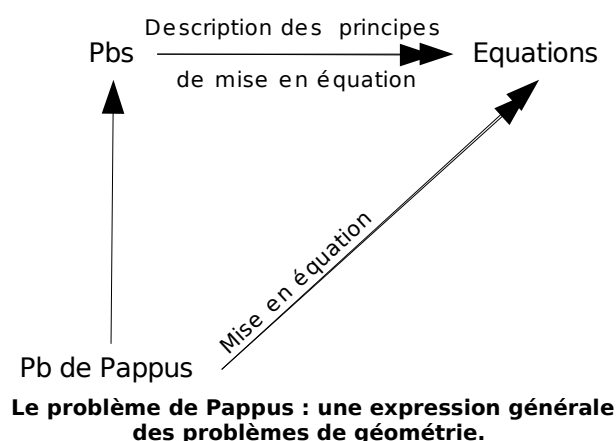 Description des principes
Pbs
Equations
de mise en équation
Mise en équation
Pb de Pappus
Le problème de Pappus : une expression générale
des problèmes de géométrie.